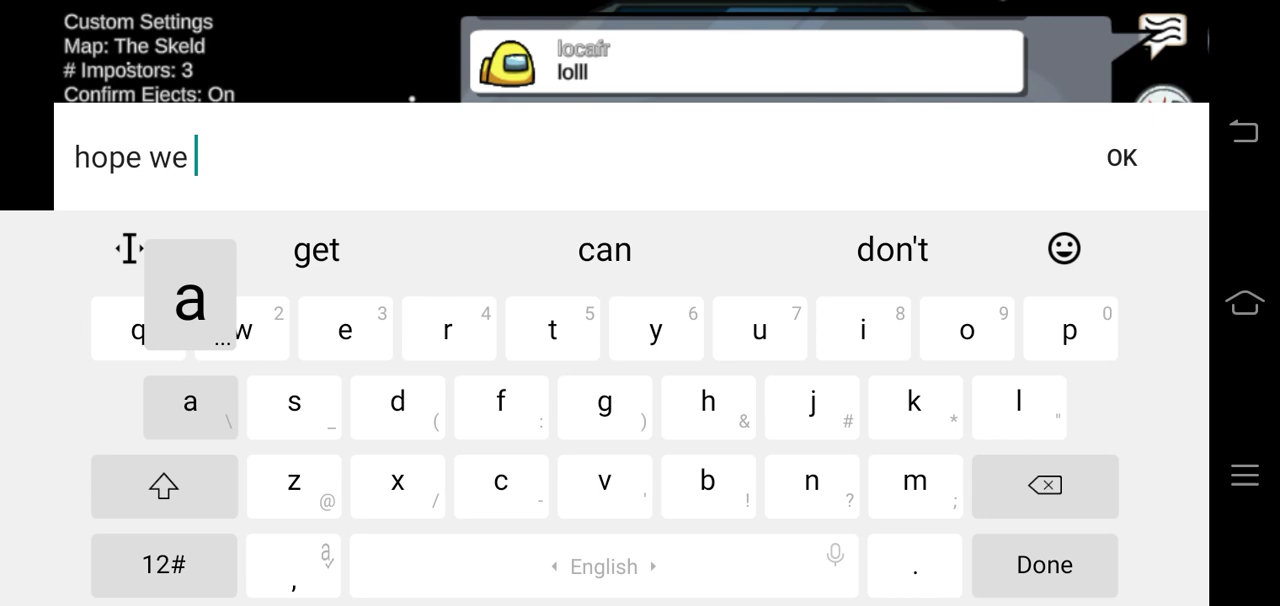 Custom Settings
Map: The Skeld
# Impostors: 3
Confirm Ejects: On
locafr
lolll
hope we
OK
get can don't
a
...
q w 2 e 3 r 4 t 5 y 6 u 7 i 8 o 9 p 0
a \ s _ d ( f : g ) h & j # k * l "
z @ x / c - v ' b ! n ? m ;
12# , a English . Done